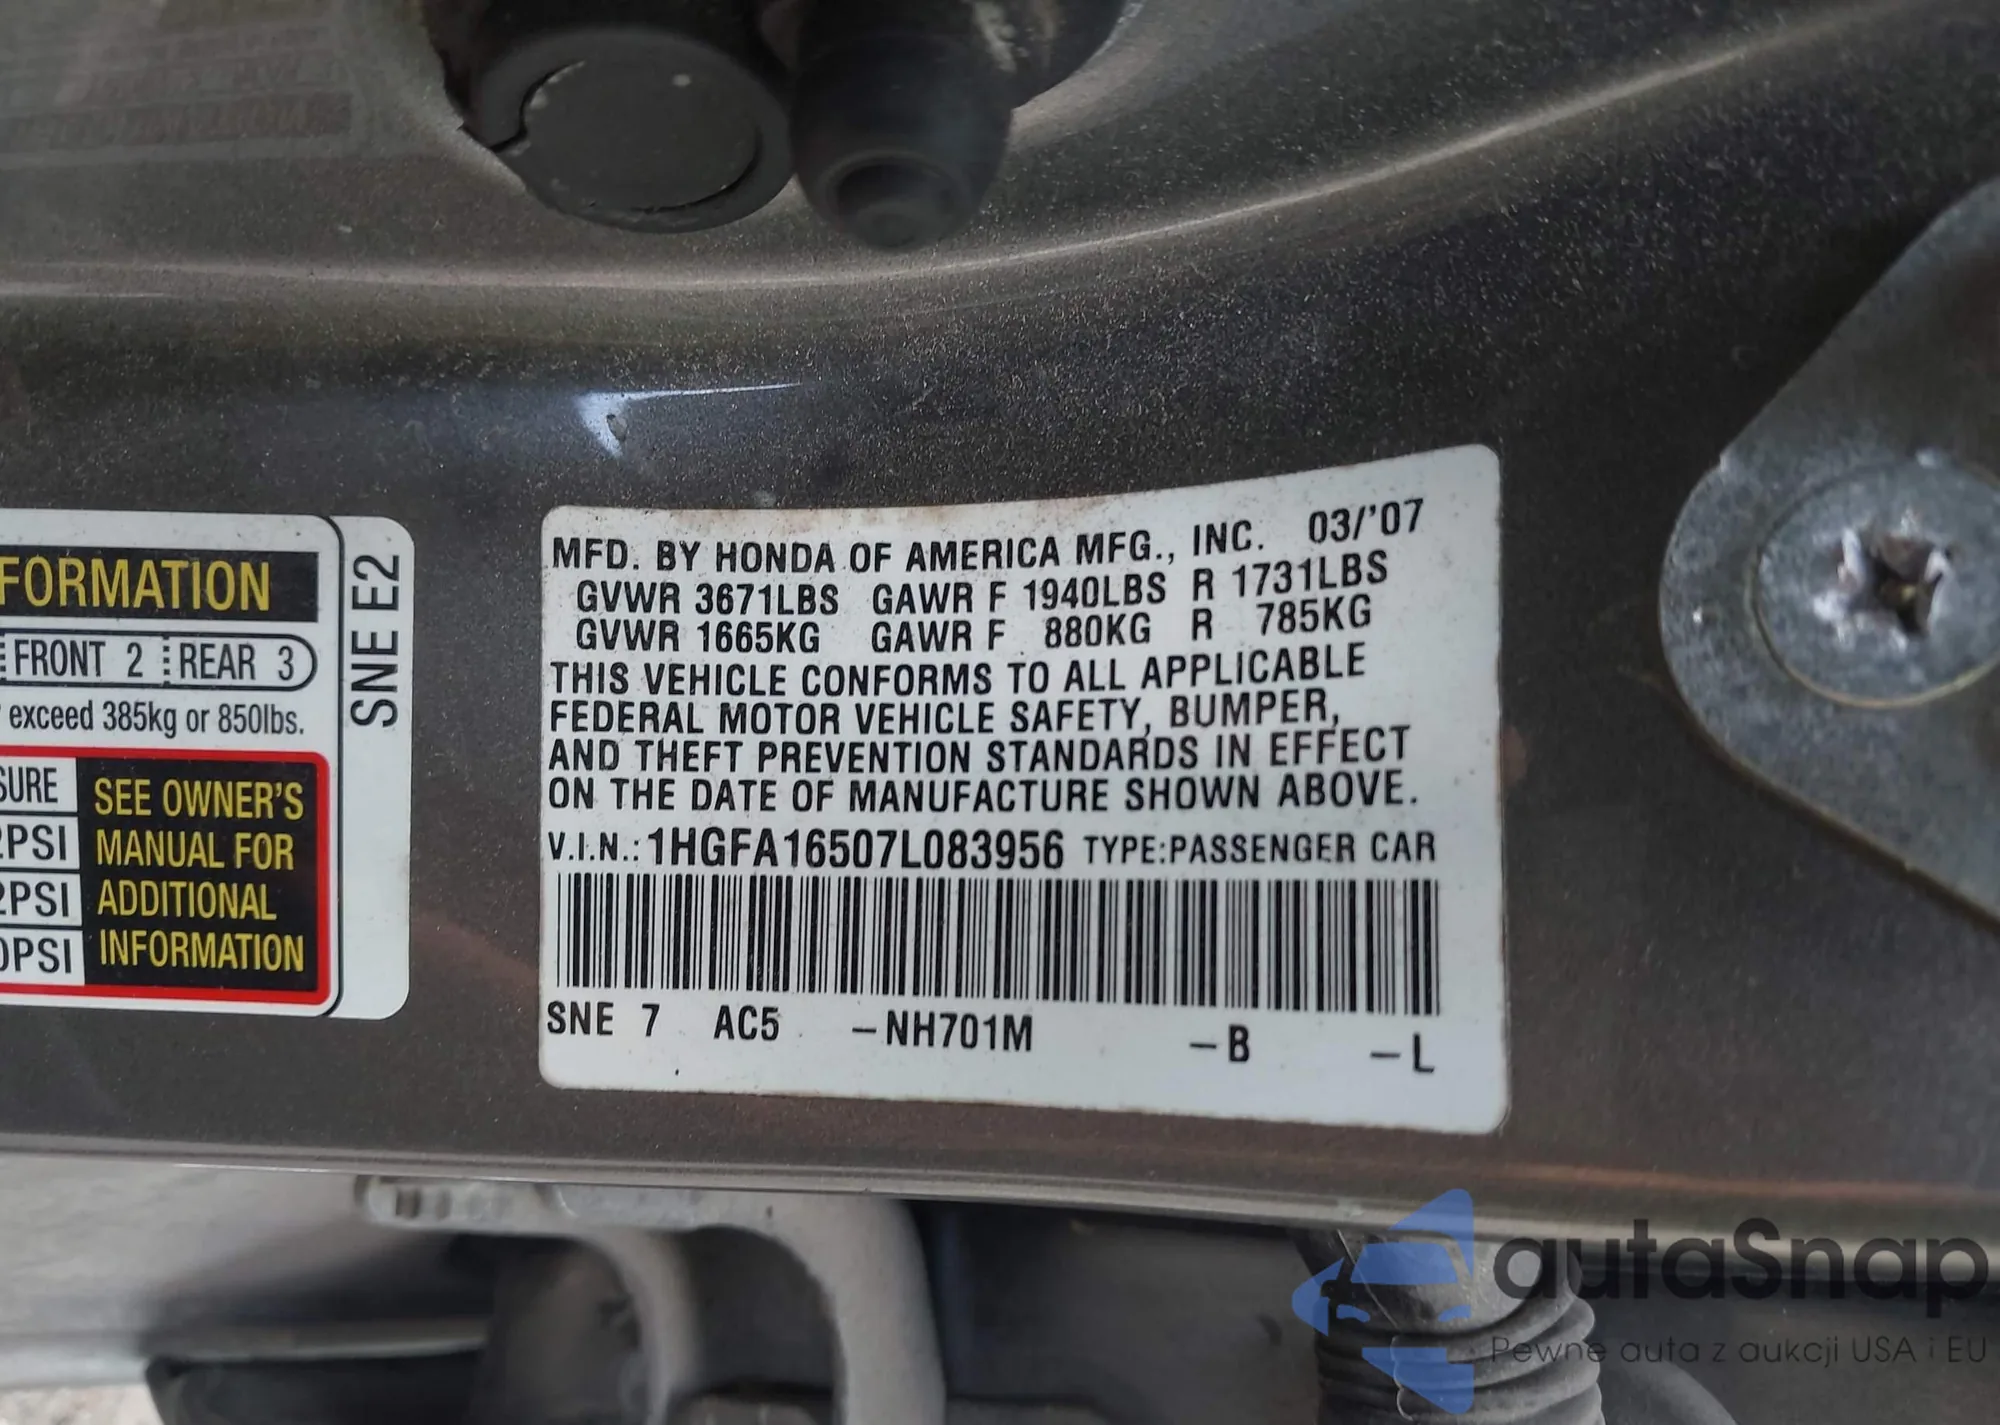 FORMATION
FRONT 2 REAR 3
exceed 385kg or 850lbs.
SURE
2PSI
2PSI
0PSI
SEE OWNER'S
MANUAL FOR
ADDITIONAL
INFORMATION
SNE E2
MFD. BY HONDA OF AMERICA MFG., INC. 03/'07
GVWR 3671LBS GAWR F 1940LBS R 1731LBS
GVWR 1665KG GAWR F 880KG R 785KG
THIS VEHICLE CONFORMS TO ALL APPLICABLE
FEDERAL MOTOR VEHICLE SAFETY, BUMPER,
AND THEFT PREVENTION STANDARDS IN EFFECT
ON THE DATE OF MANUFACTURE SHOWN ABOVE.
V.I.N.: 1HGFA16507L083956 TYPE:PASSENGER CAR
SNE 7 AC5 –NH701M –B –L
autaSnap
Pewne auta z aukcji USA i EU